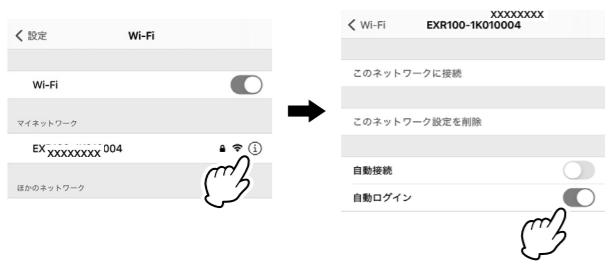 設定
Wi-Fi
Wi-Fi
マイネットワーク
EX
XXXXXXXX 004
ほかのネットワーク
XXXXXXXX
Wi-Fi
EXR100-1K010004
このネットワークに接続
このネットワーク設定を削除
自動接続
自動ログイン